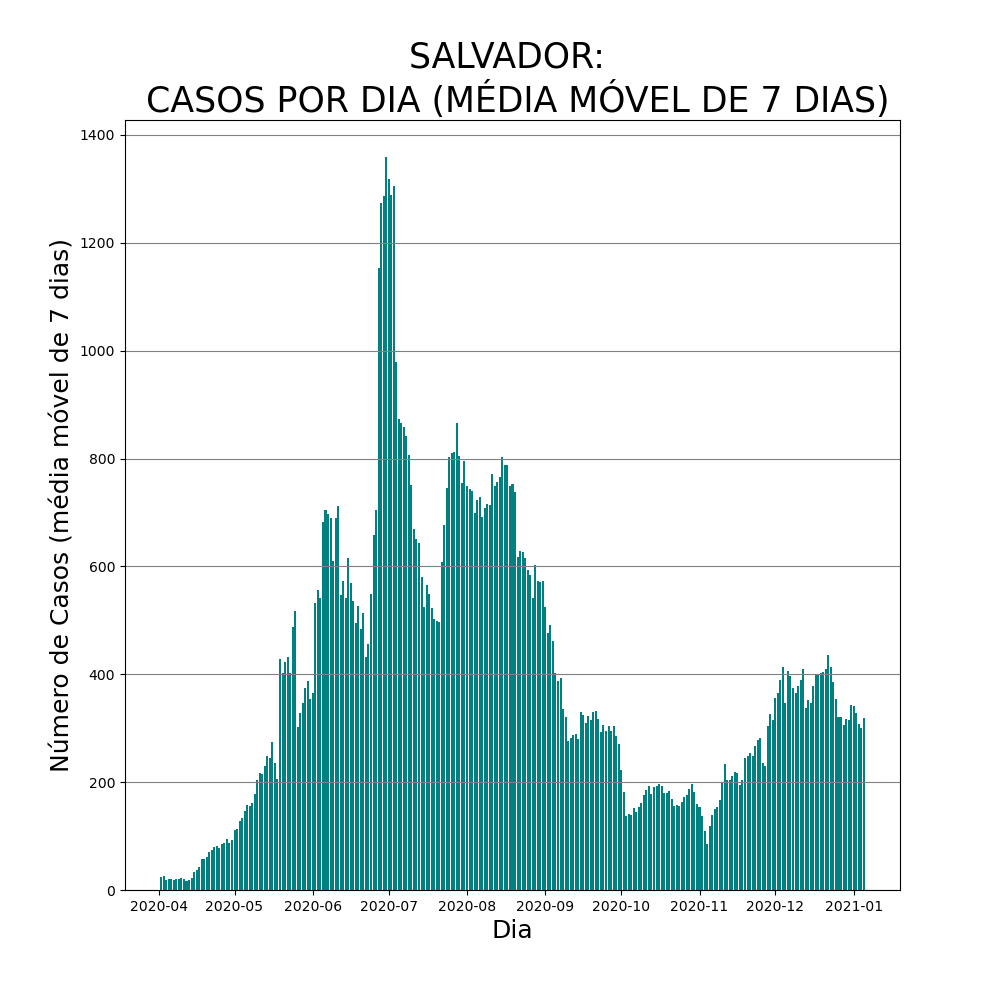 SALVADOR:
CASOS POR DIA (MÉDIA MÓVEL DE 7 DIAS)
Número de Casos (média móvel de 7 dias)
1400
1200
1000
800
600
400
200
0
2020-04 2020-05 2020-06 2020-07 2020-08 2020-09 2020-10 2020-11 2020-12 2021-01
Dia